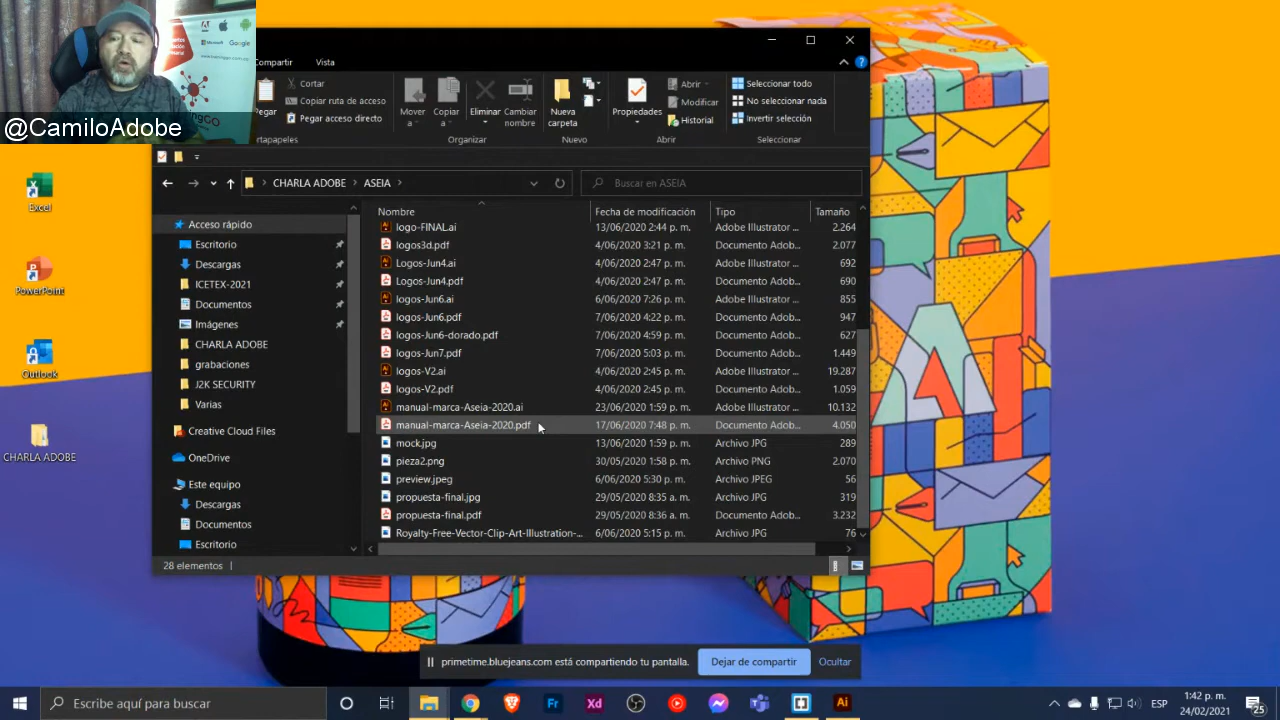 @CamiloAdobe
Microsoft
Google
Compartir
Vista
Pegar
Cortar
Copiar ruta de acceso
Pegar acceso directo
Mover a
Copiar a
Eliminar
Cambiar nombre
Nueva carpeta
Propiedades
Abrir
Modificar
Historial
Seleccionar todo
No seleccionar nada
Invertir selección
rtapapeles
Organizar
Nuevo
Abrir
Seleccionar
CHARLA ADOBE > ASEIA >
Buscar en ASEIA
Excel
PowerPoint
Outlook
CHARLA ADOBE
Acceso rápido
Escritorio
Descargas
ICETEX-2021
Documentos
Imágenes
CHARLA ADOBE
grabaciones
J2K SECURITY
Varias
Creative Cloud Files
OneDrive
Este equipo
Descargas
Documentos
Escritorio
Nombre Fecha de modificación Tipo Tamaño
logo-FINAL.ai 13/06/2020 2:44 p. m. Adobe Illustrator ... 2.264
logos3d.pdf 4/06/2020 3:21 p. m. Documento Adob... 2.077
Logos-Jun4.ai 4/06/2020 2:47 p. m. Adobe Illustrator ... 692
Logos-Jun4.pdf 4/06/2020 2:47 p. m. Documento Adob... 690
logos-Jun6.ai 6/06/2020 7:26 p. m. Adobe Illustrator ... 855
logos-Jun6.pdf 7/06/2020 4:22 p. m. Documento Adob... 947
logos-Jun6-dorado.pdf 7/06/2020 4:59 p. m. Documento Adob... 627
logos-Jun7.pdf 7/06/2020 5:03 p. m. Documento Adob... 1.449
logos-V2.ai 4/06/2020 2:45 p. m. Adobe Illustrator ... 19.287
logos-V2.pdf 4/06/2020 2:45 p. m. Documento Adob... 1.059
manual-marca-Aseia-2020.ai 23/06/2020 1:59 p. m. Adobe Illustrator ... 10.132
manual-marca-Aseia-2020.pdf 17/06/2020 7:48 p. m. Documento Adob... 4.050
mock.jpg 13/06/2020 1:59 p. m. Archivo JPG 289
pieza2.png 30/05/2020 1:58 p. m. Archivo PNG 2.070
preview.jpeg 6/06/2020 5:30 p. m. Archivo JPEG 56
propuesta-final.jpg 29/05/2020 8:35 a. m. Archivo JPG 319
propuesta-final.pdf 29/05/2020 8:36 a. m. Documento Adob... 3.232
Royalty-Free-Vector-Clip-Art-Illustration-... 6/06/2020 5:15 p. m. Archivo JPG 76
28 elementos
primetime.bluejeans.com está compartiendo tu pantalla.
Dejar de compartir
Ocultar
Escribe aquí para buscar
Fr
Xd
Ai
ESP
1:42 p. m.
24/02/2021
25